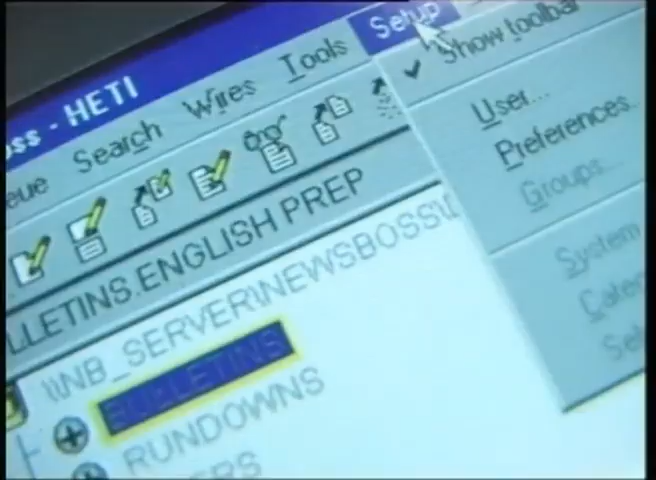 oss - HETI
eue Search Wires Tools Setup
Show toolbar
User...
Preferences...
Groups...
System
LLETINS.ENGLISH PREP
\\NB_SERVER\NEWSBOSS\D
BULLETINS
RUNDOWNS
ERS